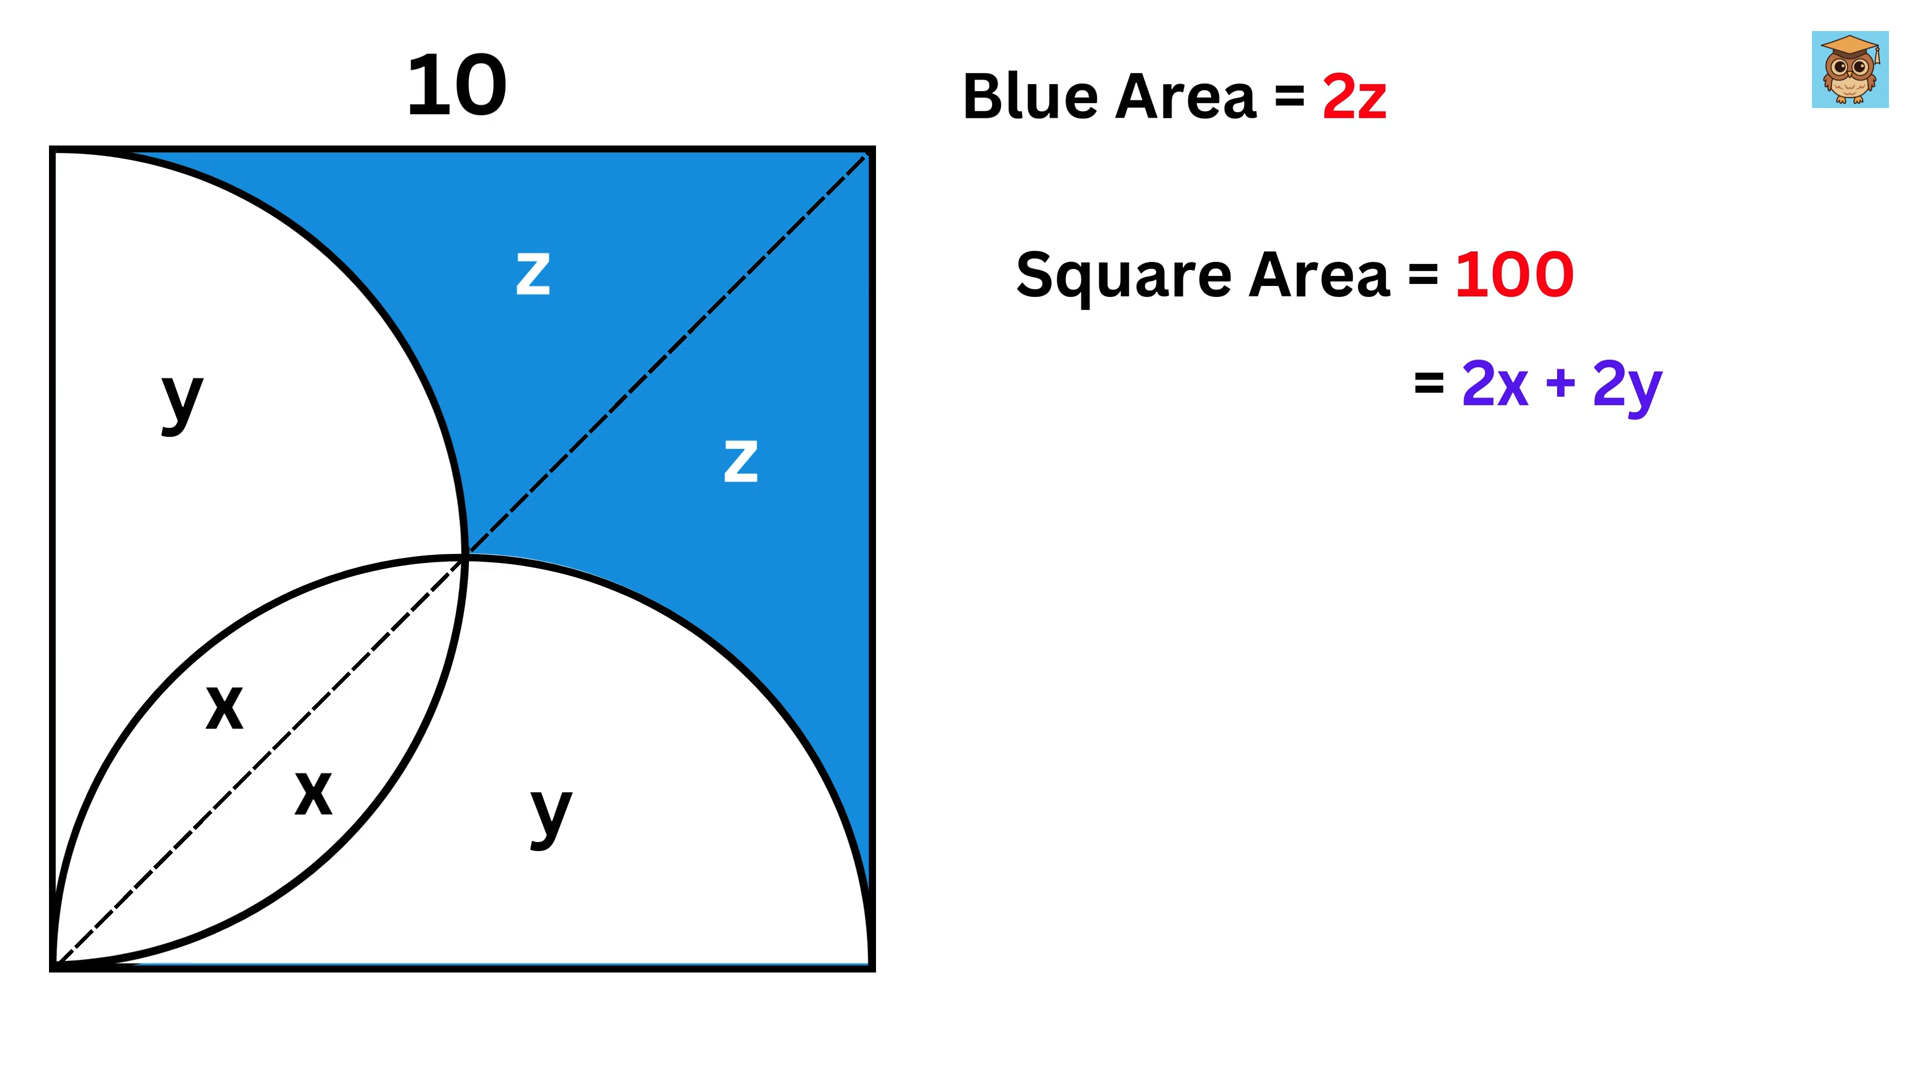 10
Blue Area = 2z
Square Area = 100
= 2x + 2y
z
y
z
x
x
y